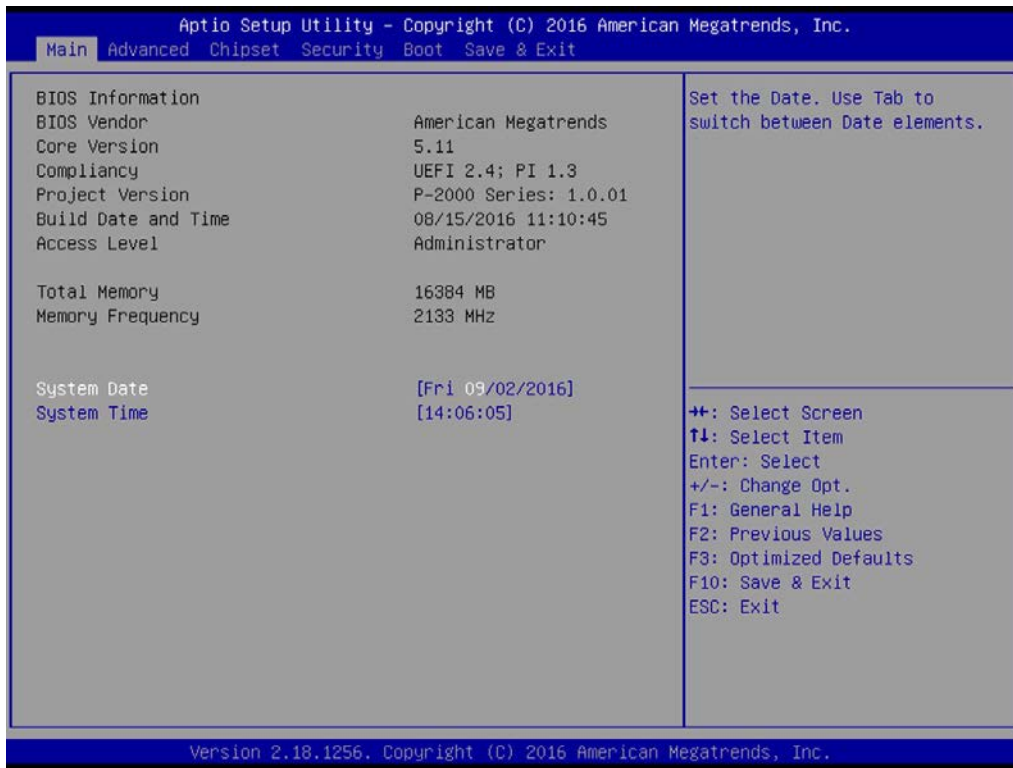 Aptio Setup Utility – Copyright (C) 2016 American Megatrends, Inc.
Main Advanced Chipset Security Boot Save & Exit
BIOS Information
BIOS Vendor American Megatrends
Core Version 5.11
Compliancy UEFI 2.4; PI 1.3
Project Version P-2000 Series: 1.0.01
Build Date and Time 08/15/2016 11:10:45
Access Level Administrator
Total Memory 16384 MB
Memory Frequency 2133 MHz
System Date [Fri 09/02/2016]
System Time [14:06:05]
Set the Date. Use Tab to
switch between Date elements.
→←: Select Screen
↑↓: Select Item
Enter: Select
+/-: Change Opt.
F1: General Help
F2: Previous Values
F3: Optimized Defaults
F10: Save & Exit
ESC: Exit
Version 2.18.1256. Copyright (C) 2016 American Megatrends, Inc.